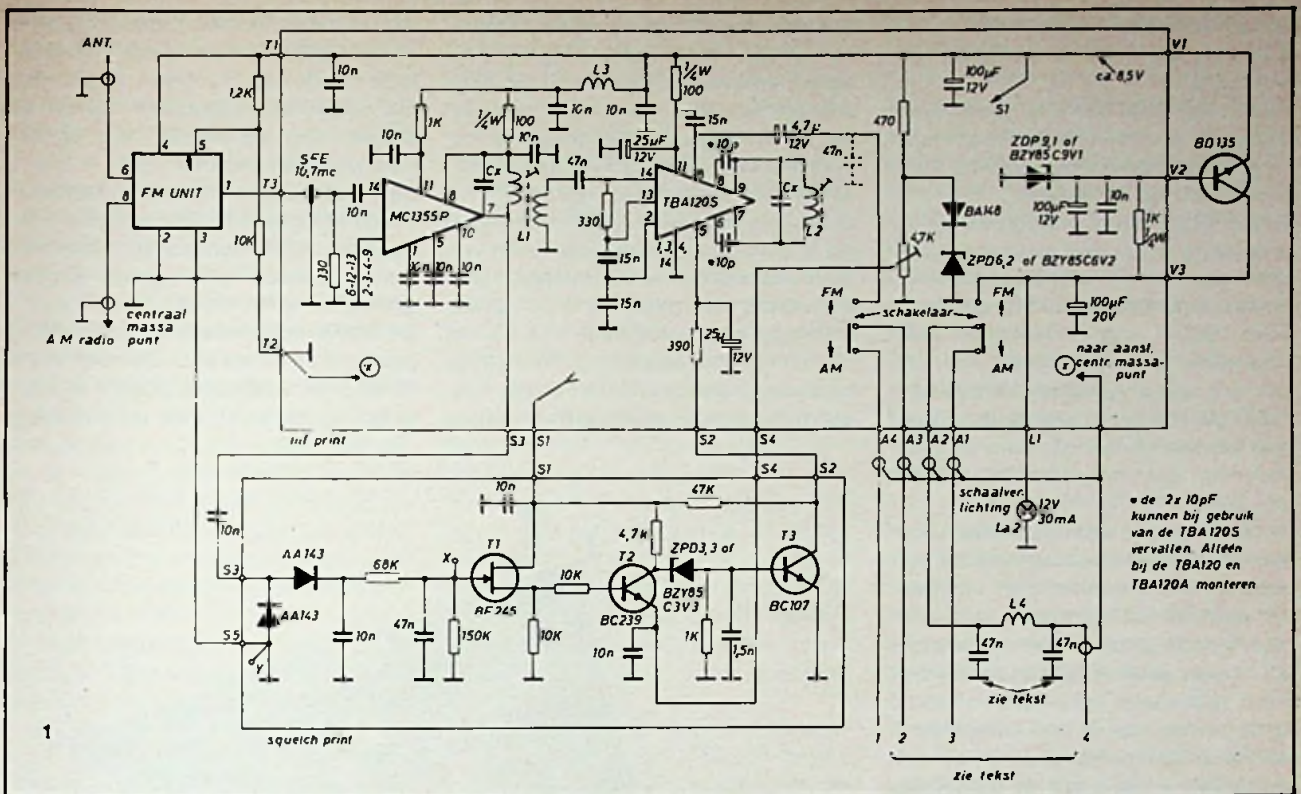 ANT.
T1
V1
6
8
4
5
FM UNIT
1
2
3
1,2K
10K
T3
SFE
10,7mc
10n
330
6-12-13
2-3-4-9
10n
14
10n
1K
11
MC1355P
8
7
10
5
1
10n
10n
10n
Cx
¼W
100
10n
L1
L3
10n
10n
47n
25µF
12V
¼W
100
15n
14
13
2
330
15n
15n
TBA120S
11
8
9
7
6
5
10p
10p
Cx
L2
4,7µ
12V
47n
390
25µ
12V
470
4,7K
BA148
ZPD6,2 of BZY85C6V2
100µF
12V
S1
ca. 8,5V
ZDP9,1 of
BZY85C9V1
100µF
12V
10n
1K
V2
V3
BD135
100µF
20V
FM
schakelaar
FM
AM
AM
naar aansl.
centr. massa-
punt
x
AM radio
centraal
massa
punt
T2
x
mf print
S3
S1
S2
S4
A4
A3
A2
A1
L1
S1
S4
S2
10n
S3
S5
AA143
AA143
y
10n
68K
47n
X
150K
T1
BF245
10n
10K
10K
T2
BC239
4,7k
47K
ZPD3,3 of
BZY85
C3V3
10n
1K
1,5n
T3
BC107
squelch print
schaalver.
lichting
La.2
12V
30mA
L4
47n
47n
zie tekst
1
2
3
4
zie tekst
* de 2x 10pF
kunnen bij gebruik
van de TBA120S
vervallen. Alléén
bij de TBA120 en
TBA120A monteren
1